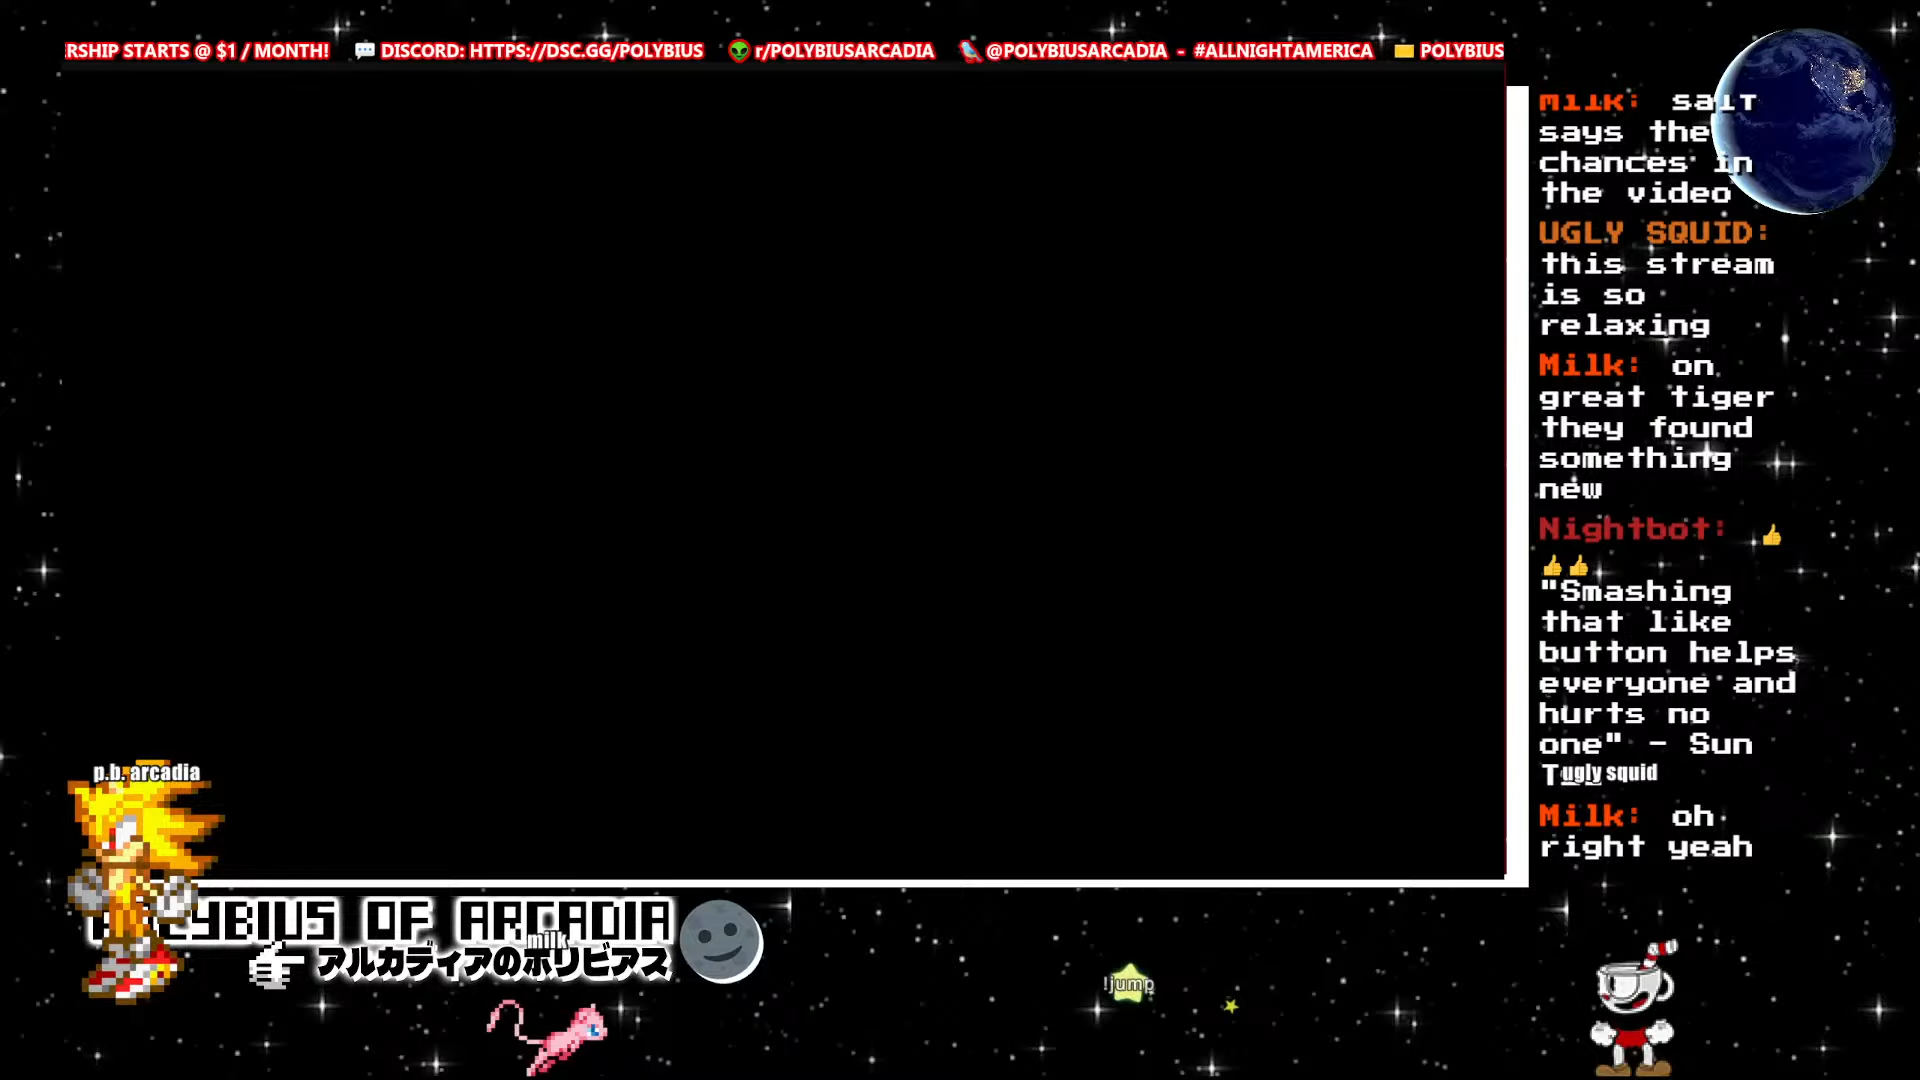 ERSHIP STARTS @ $1 / MONTH! 💬 DISCORD: HTTPS://DSC.GG/POLYBIUS 👽 r/POLYBIUSARCADIA 🐦 @POLYBIUSARCADIA - #ALLNIGHTAMERICA POLYBIUS
Milk: salt
says the
chances in
the video
UGLY SQUID:
this stream
is so
relaxing
Milk: on
great tiger
they found
something
new
Nightbot: 👍
👍👍
"Smashing
that like
button helps
everyone and
hurts no
one" - Sun
ugly squid
Milk: oh
right yeah
p.b. arcadia
YBIUS OF ARCADIA
milk
アルカディアのポリビアス
!jump